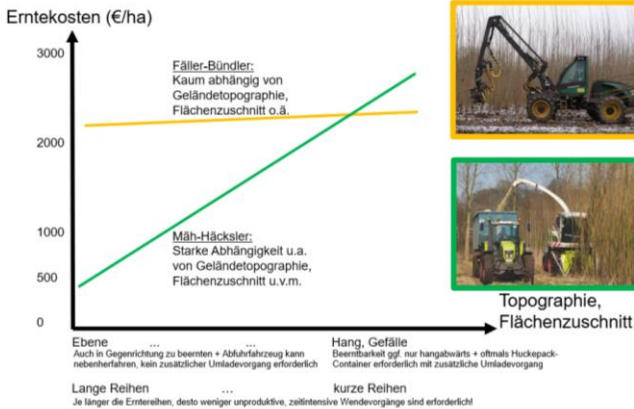 Erntekosten (€/ha)
3000
2000
1000
500
0
Fäller-Bündler:
Kaum abhängig von
Geländetopographie,
Flächenzuschnitt o.ä.
Mäh-Häcksler:
Starke Abhängigkeit u.a.
von Geländetopographie,
Flächenzuschnitt u.v.m.
Topographie,
Flächenzuschnitt
Ebene ... ... Hang, Gefälle
Auch in Gegenrichtung zu beernten + Abfuhrfahrzeug kann
nebenherfahren, kein zusätzlicher Umladevorgang erforderlich
Beerntbarkeit ggf. nur hangabwärts + oftmals Huckepack-
Container erforderlich mit zusätzliche Umladevorgang
Lange Reihen ... kurze Reihen
Je länger die Erntereihen, desto weniger unproduktive, zeitintensive Wendevorgänge sind erforderlich!